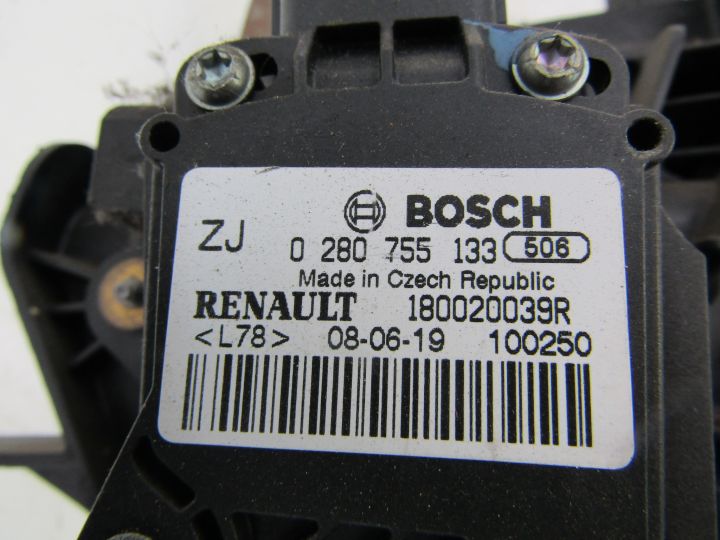 BOSCH
ZJ 0 280 755 133 506
Made in Czech Republic
RENAULT 180020039R
<L78> 08-06-19 100250